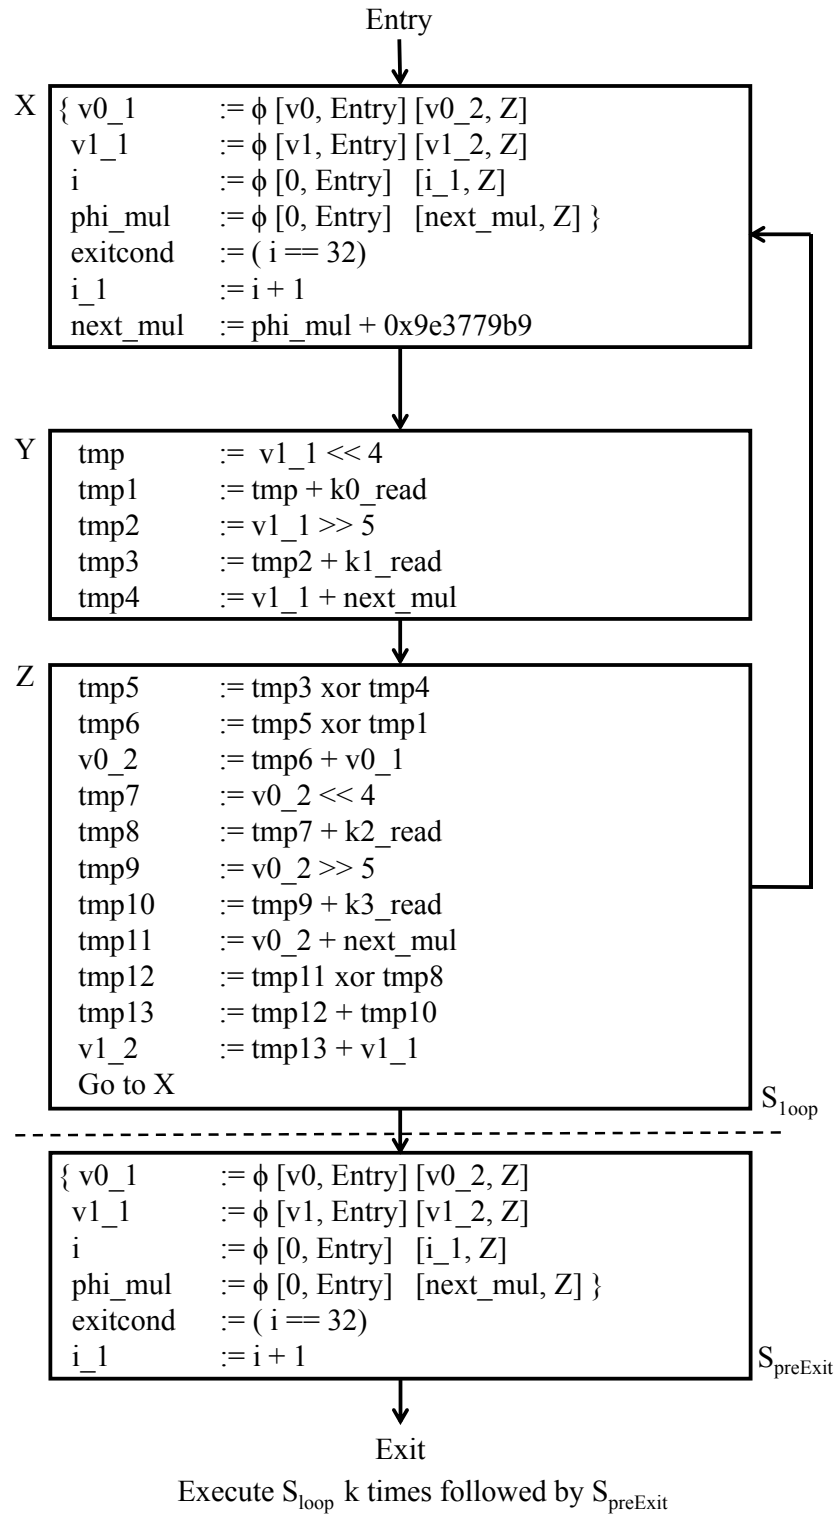 Entry
X { v0_1 := ϕ [v0, Entry] [v0_2, Z]
v1_1 := ϕ [v1, Entry] [v1_2, Z]
i := ϕ [0, Entry] [i_1, Z]
phi_mul := ϕ [0, Entry] [next_mul, Z] }
exitcond := ( i == 32)
i_1 := i + 1
next_mul := phi_mul + 0x9e3779b9
Y tmp := v1_1 << 4
tmp1 := tmp + k0_read
tmp2 := v1_1 >> 5
tmp3 := tmp2 + k1_read
tmp4 := v1_1 + next_mul
Z tmp5 := tmp3 xor tmp4
tmp6 := tmp5 xor tmp1
v0_2 := tmp6 + v0_1
tmp7 := v0_2 << 4
tmp8 := tmp7 + k2_read
tmp9 := v0_2 >> 5
tmp10 := tmp9 + k3_read
tmp11 := v0_2 + next_mul
tmp12 := tmp11 xor tmp8
tmp13 := tmp12 + tmp10
v1_2 := tmp13 + v1_1
Go to X
S1oop
{ v0_1 := ϕ [v0, Entry] [v0_2, Z]
v1_1 := ϕ [v1, Entry] [v1_2, Z]
i := ϕ [0, Entry] [i_1, Z]
phi_mul := ϕ [0, Entry] [next_mul, Z] }
exitcond := ( i == 32)
i_1 := i + 1
SpreExit
Exit
Execute Sloop k times followed by SpreExit